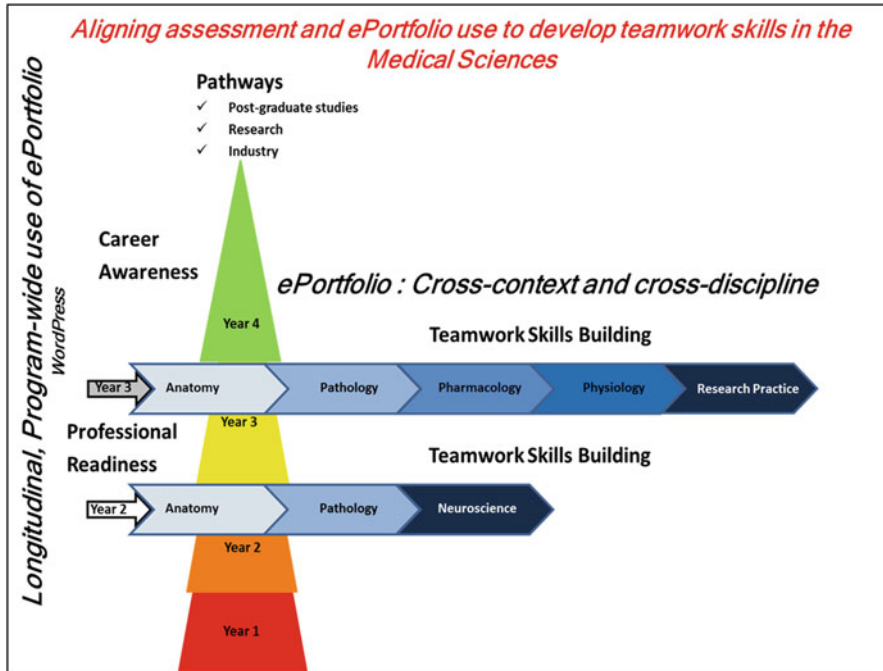 Aligning assessment and ePortfolio use to develop teamwork skills in the
Medical Sciences
Longitudinal, Program-wide use of ePortfolio
WordPress
Pathways
✓ Post-graduate studies
✓ Research
✓ Industry
Career
Awareness
ePortfolio : Cross-context and cross-discipline
Year 4
Teamwork Skills Building
Year 3
Anatomy
Pathology
Pharmacology
Physiology
Research Practice
Year 3
Professional
Readiness
Teamwork Skills Building
Year 2
Anatomy
Pathology
Neuroscience
Year 2
Year 1